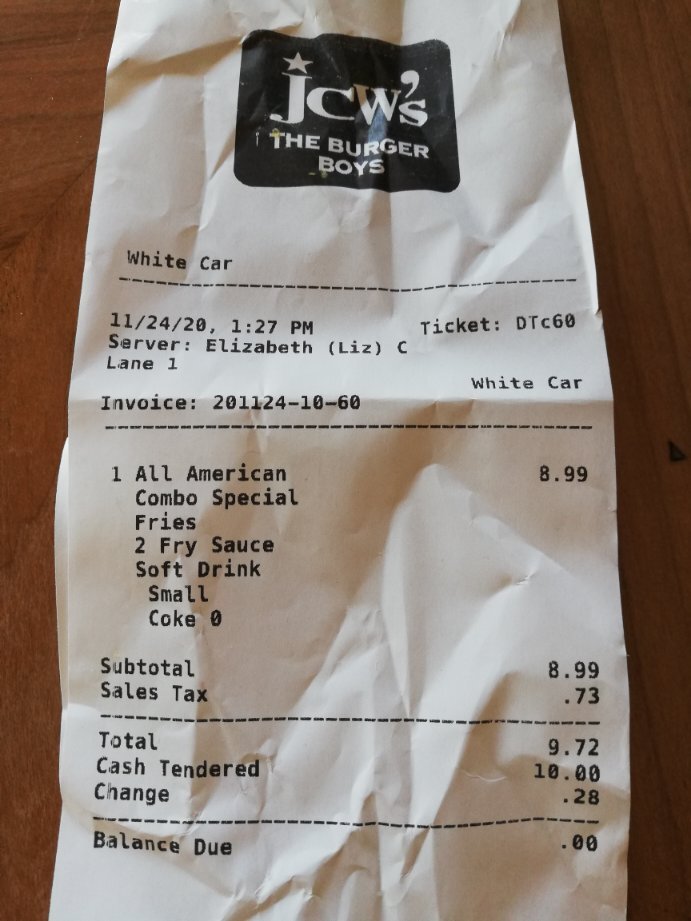 jcw's
THE BURGER
BOYS
White Car
11/24/20, 1:27 PM Ticket: DTc60
Server: Elizabeth (Liz) C
Lane 1
White Car
Invoice: 201124-10-60
1 All American 8.99
Combo Special
Fries
2 Fry Sauce
Soft Drink
Small
Coke 0
Subtotal 8.99
Sales Tax .73
Total 9.72
Cash Tendered 10.00
Change .28
Balance Due .00